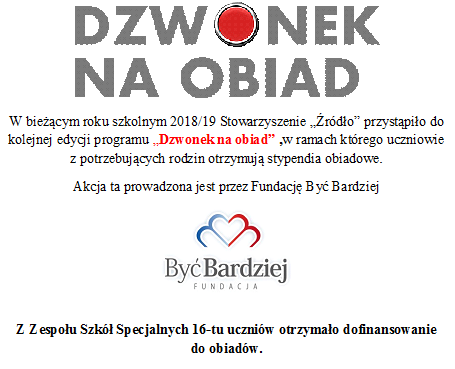 DZWONEK
NA OBIAD
W bieżącym roku szkolnym 2018/19 Stowarzyszenie „Źródło” przystąpiło do
kolejnej edycji programu „Dzwonek na obiad” ,w ramach którego uczniowie
z potrzebujących rodzin otrzymują stypendia obiadowe.
Akcja ta prowadzona jest przez Fundację Być Bardziej
Być Bardziej
FUNDACJA
Z Zespołu Szkół Specjalnych 16-tu uczniów otrzymało dofinansowanie
do obiadów.